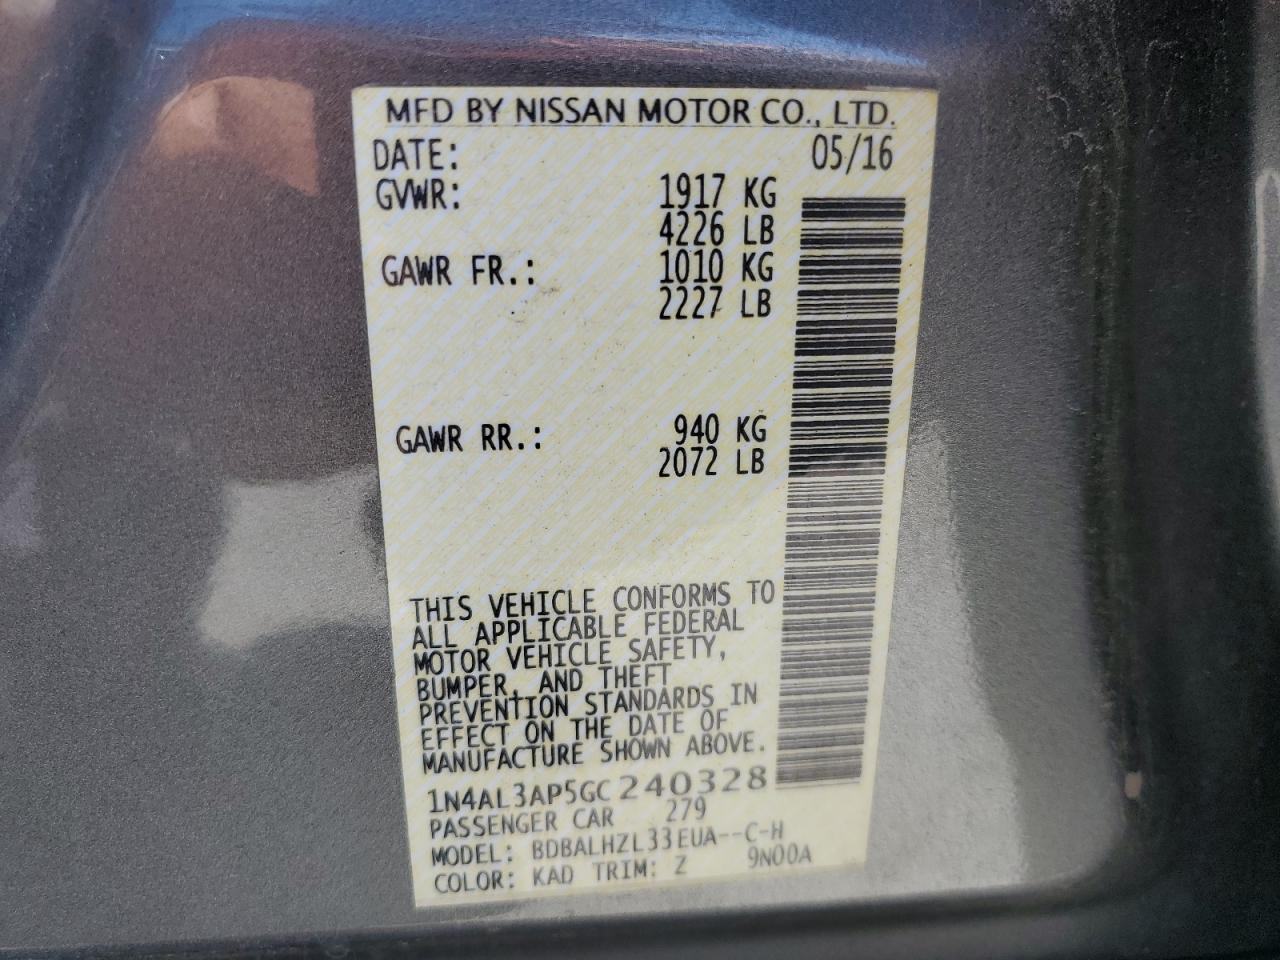 MFD BY NISSAN MOTOR CO., LTD.
DATE: 05/16
GVWR: 1917 KG
4226 LB
GAWR FR.: 1010 KG
2227 LB
GAWR RR.: 940 KG
2072 LB
THIS VEHICLE CONFORMS TO
ALL APPLICABLE FEDERAL
MOTOR VEHICLE SAFETY,
BUMPER, AND THEFT
PREVENTION STANDARDS IN
EFFECT ON THE DATE OF
MANUFACTURE SHOWN ABOVE.
1N4AL3AP5GC240328
PASSENGER CAR 279
MODEL: BDBALHZL33EUA--C-H
COLOR: KAD TRIM: Z 9N00A